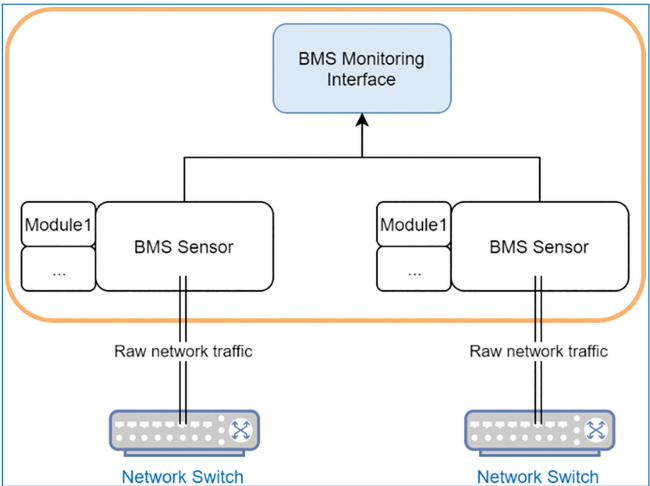 BMS Monitoring
Interface
Module1
BMS Sensor
...
Module1
BMS Sensor
...
Raw network traffic
Raw network traffic
Network Switch
Network Switch